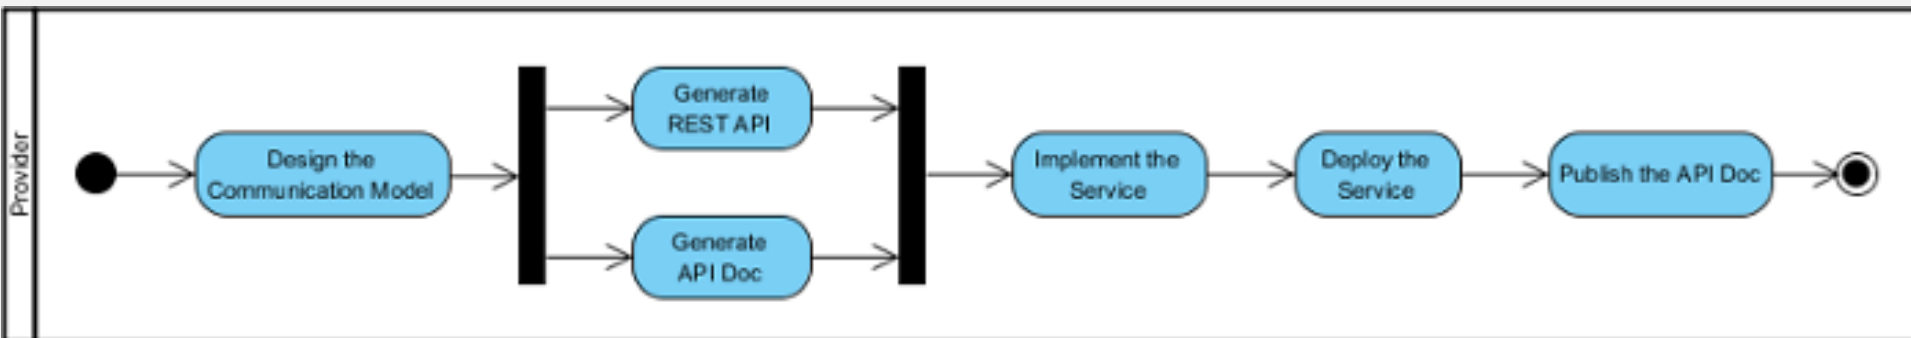 Provider
Design the
Communication Model
Generate
REST API
Generate
API Doc
Implement the
Service
Deploy the
Service
Publish the API Doc